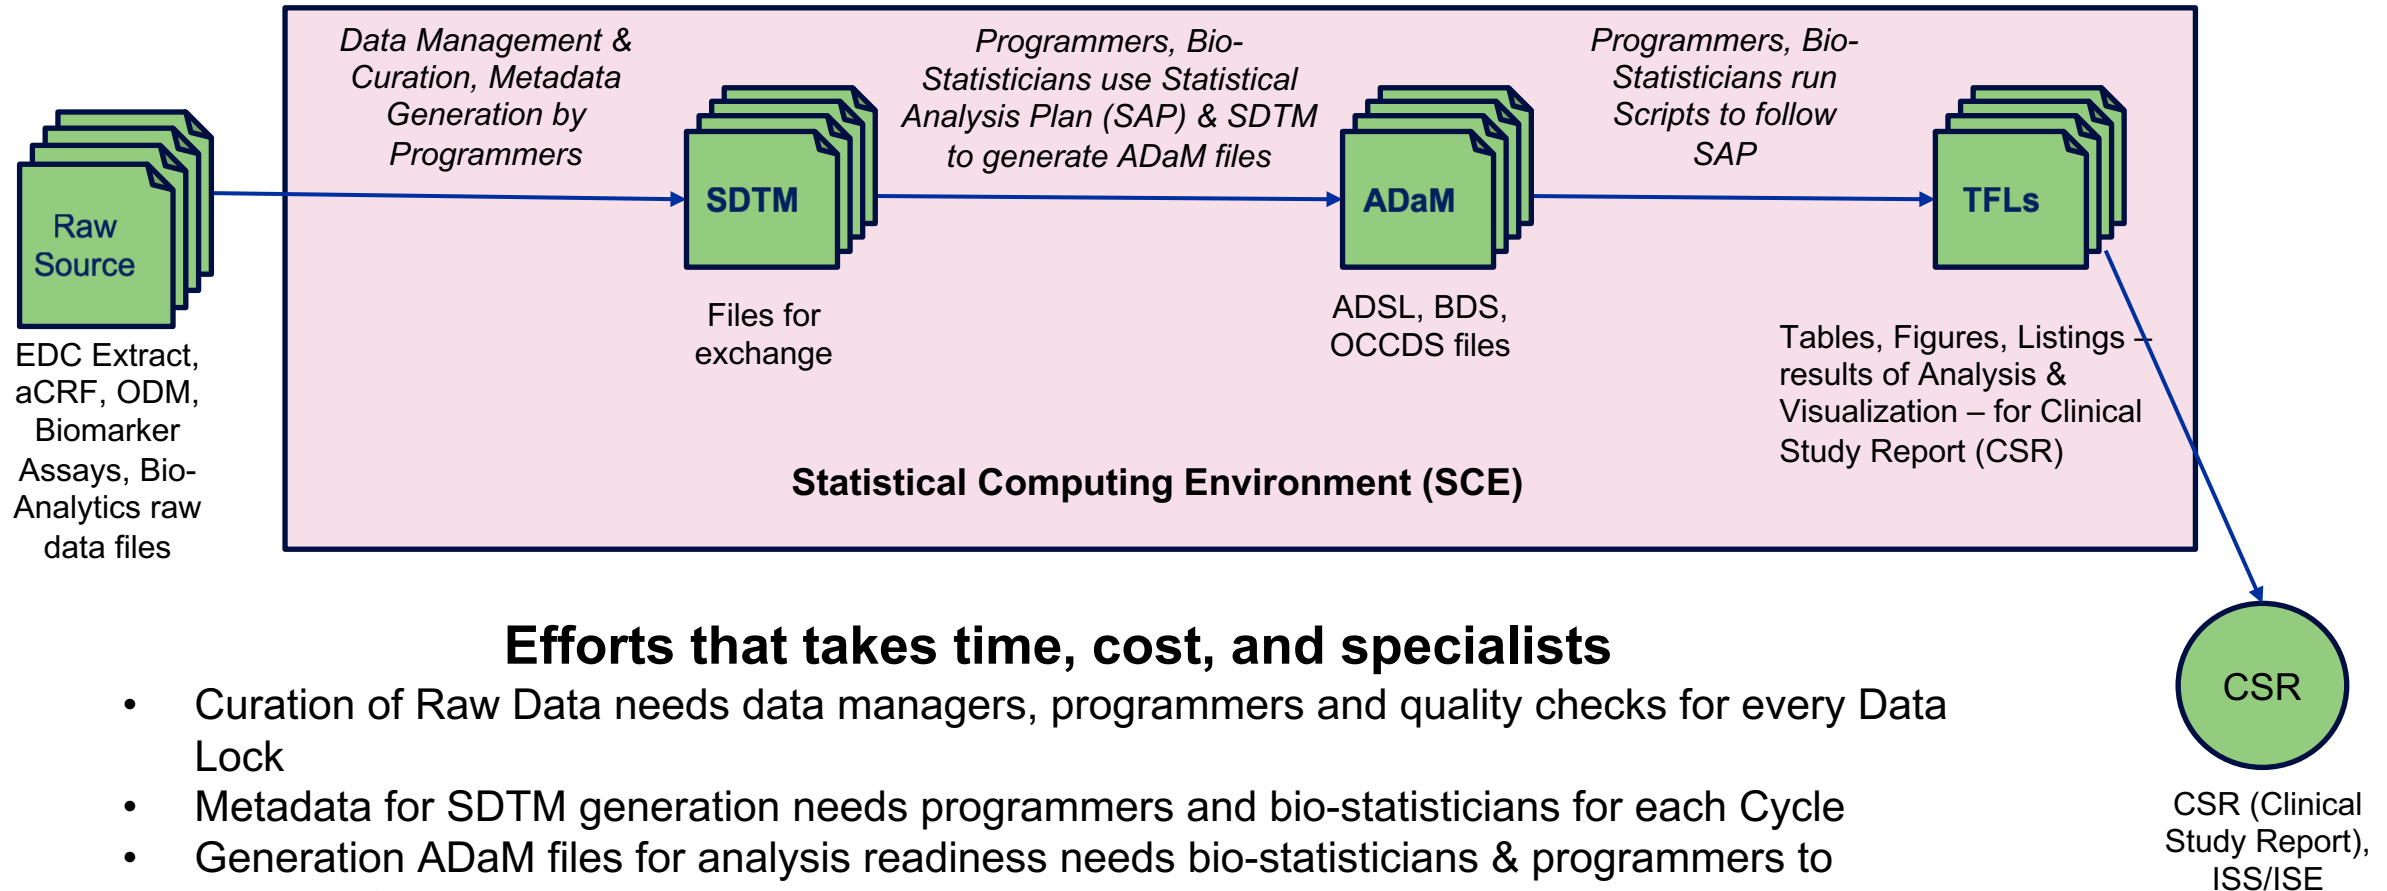 Data Management &
Curation, Metadata
Generation by
Programmers
Programmers, Bio-
Statisticians use Statistical
Analysis Plan (SAP) & SDTM
to generate ADaM files
Programmers, Bio-
Statisticians run
Scripts to follow
SAP
Raw
Source
SDTM
ADaM
TFLs
EDC Extract,
aCRF, ODM,
Biomarker
Assays, Bio-
Analytics raw
data files
Files for
exchange
ADSL, BDS,
OCCDS files
Tables, Figures, Listings –
results of Analysis &
Visualization – for Clinical
Study Report (CSR)
Statistical Computing Environment (SCE)
Efforts that takes time, cost, and specialists
• Curation of Raw Data needs data managers, programmers and quality checks for every Data
Lock
• Metadata for SDTM generation needs programmers and bio-statisticians for each Cycle
• Generation ADaM files for analysis readiness needs bio-statisticians & programmers to
CSR
CSR (Clinical
Study Report),
ISS/ISE